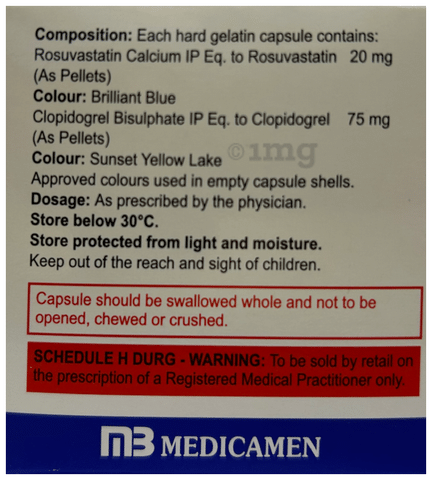 Composition: Each hard gelatin capsule contains:
Rosuvastatin Calcium IP Eq. to Rosuvastatin 20 mg
(As Pellets)
Colour: Brilliant Blue
Clopidogrel Bisulphate IP Eq. to Clopidogrel 75 mg
(As Pellets)
©1mg
Colour: Sunset Yellow Lake
Approved colours used in empty capsule shells.
Dosage: As prescribed by the physician.
Store below 30°C.
Store protected from light and moisture.
Keep out of the reach and sight of children.
Capsule should be swallowed whole and not to be
opened, chewed or crushed.
SCHEDULE H DURG - WARNING: To be sold by retail on
the prescription of a Registered Medical Practitioner only.
MB MEDICAMEN